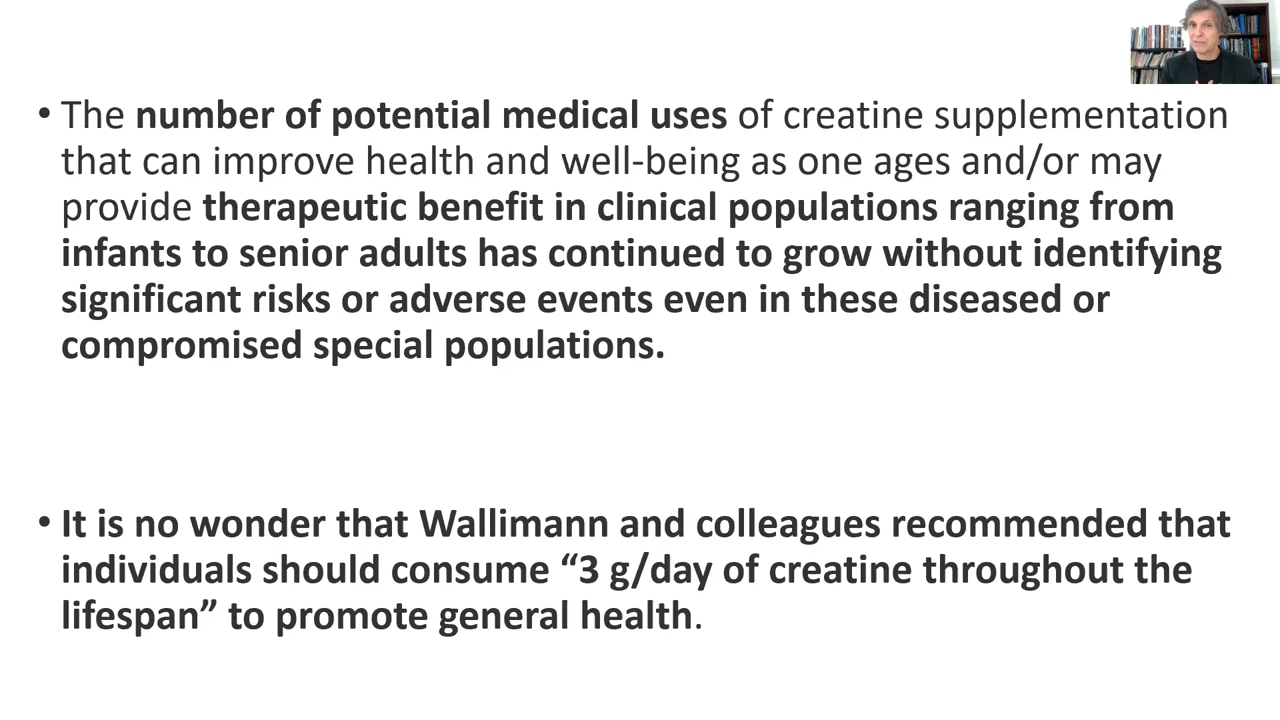 • The number of potential medical uses of creatine supplementation
that can improve health and well-being as one ages and/or may
provide therapeutic benefit in clinical populations ranging from
infants to senior adults has continued to grow without identifying
significant risks or adverse events even in these diseased or
compromised special populations.
• It is no wonder that Wallimann and colleagues recommended that
individuals should consume “3 g/day of creatine throughout the
lifespan” to promote general health.